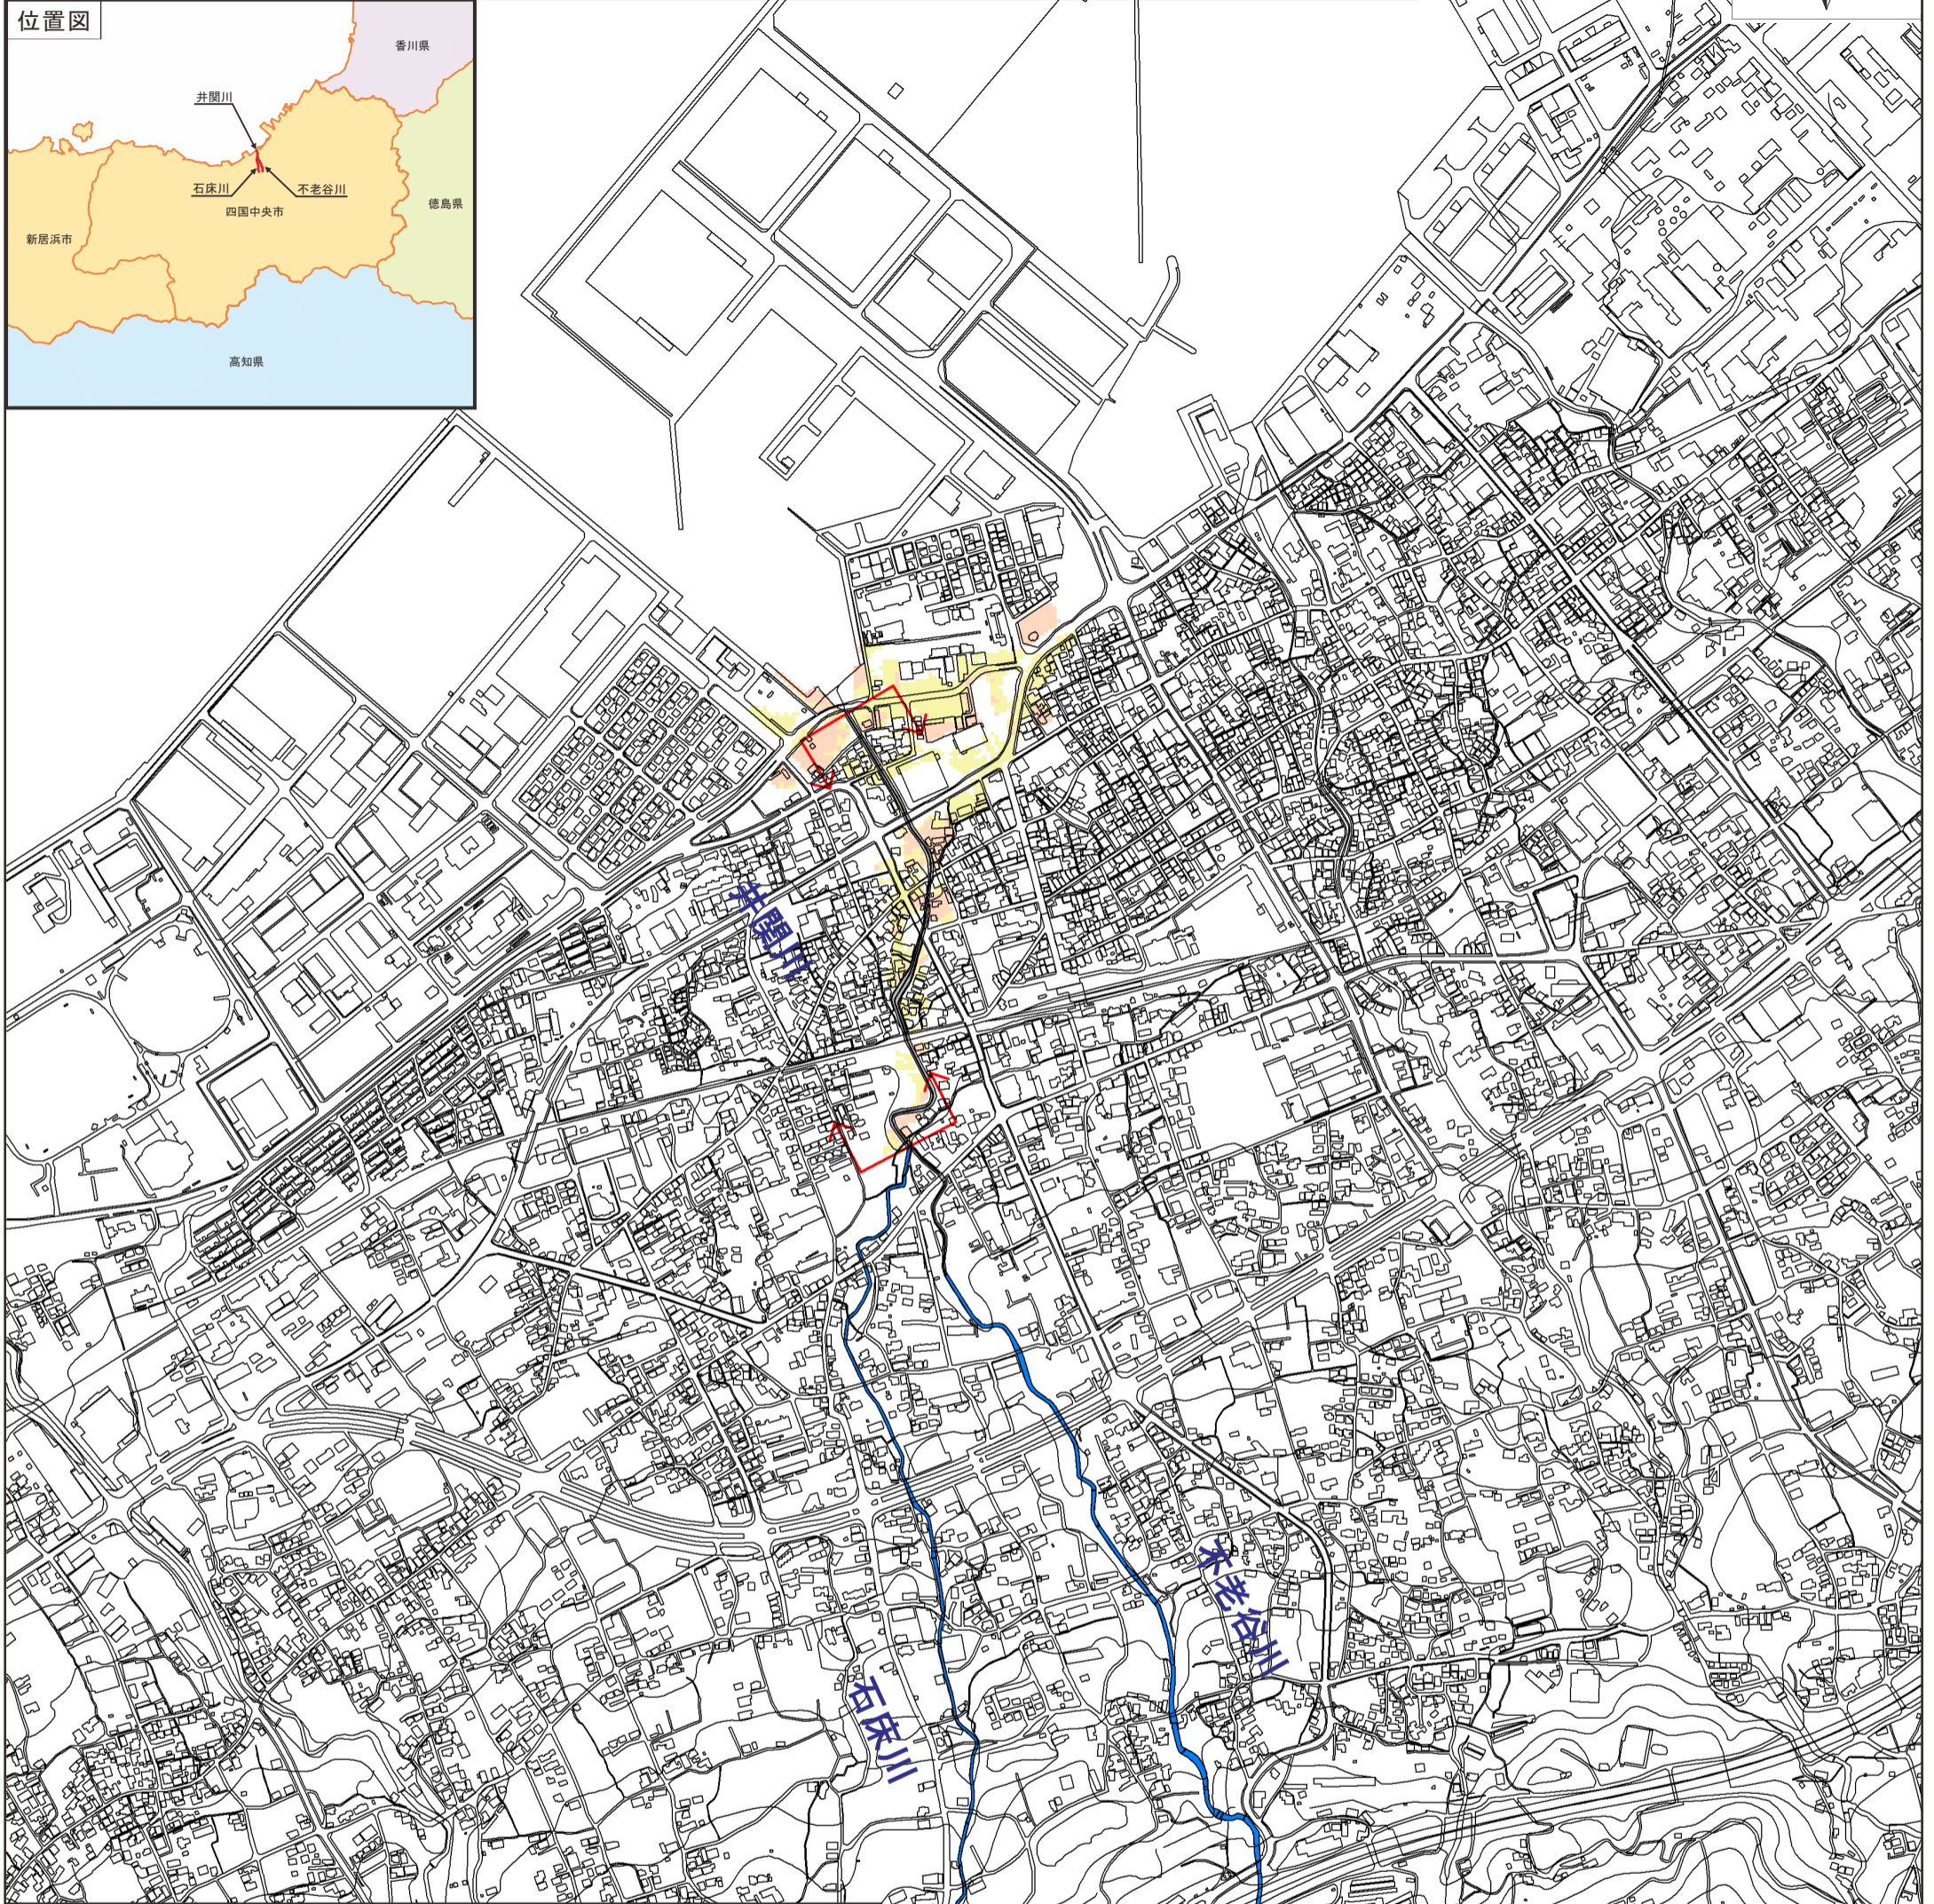 位置図
香川県
井関川
石床川
不老谷川
四国中央市
徳島県
新居浜市
高知県
井関川
不老谷川
石床川